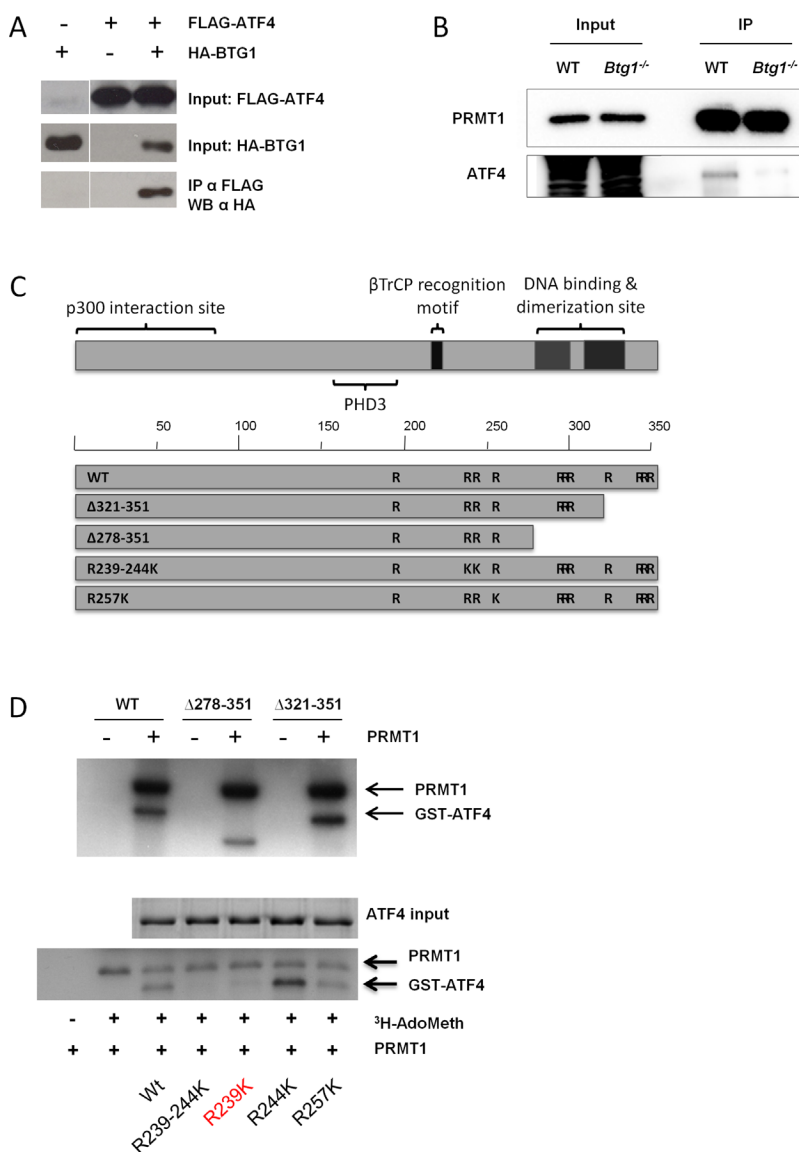 A
- + + FLAG-ATF4
+ - + HA-BTG1
Input: FLAG-ATF4
Input: HA-BTG1
IP α FLAG
WB α HA
B
Input IP
WT Btg1-/- WT Btg1-/-
PRMT1
ATF4
C
p300 interaction site
βTrCP recognition
motif
DNA binding &
dimerization site
PHD3
50 100 150 200 250 300 350
WT R RR R RRR R RRR
Δ321-351 R RR R RRR
Δ278-351 R RR R
R239-244K R KK R RRR R RRR
R257K R RR K RRR R RRR
D
WT Δ278-351 Δ321-351
- + - + - + PRMT1
PRMT1
GST-ATF4
ATF4 input
PRMT1
GST-ATF4
- + + + + + + ³H-AdoMeth
+ + + + + + + PRMT1
Wt
R239-244K
R239K
R244K
R257K